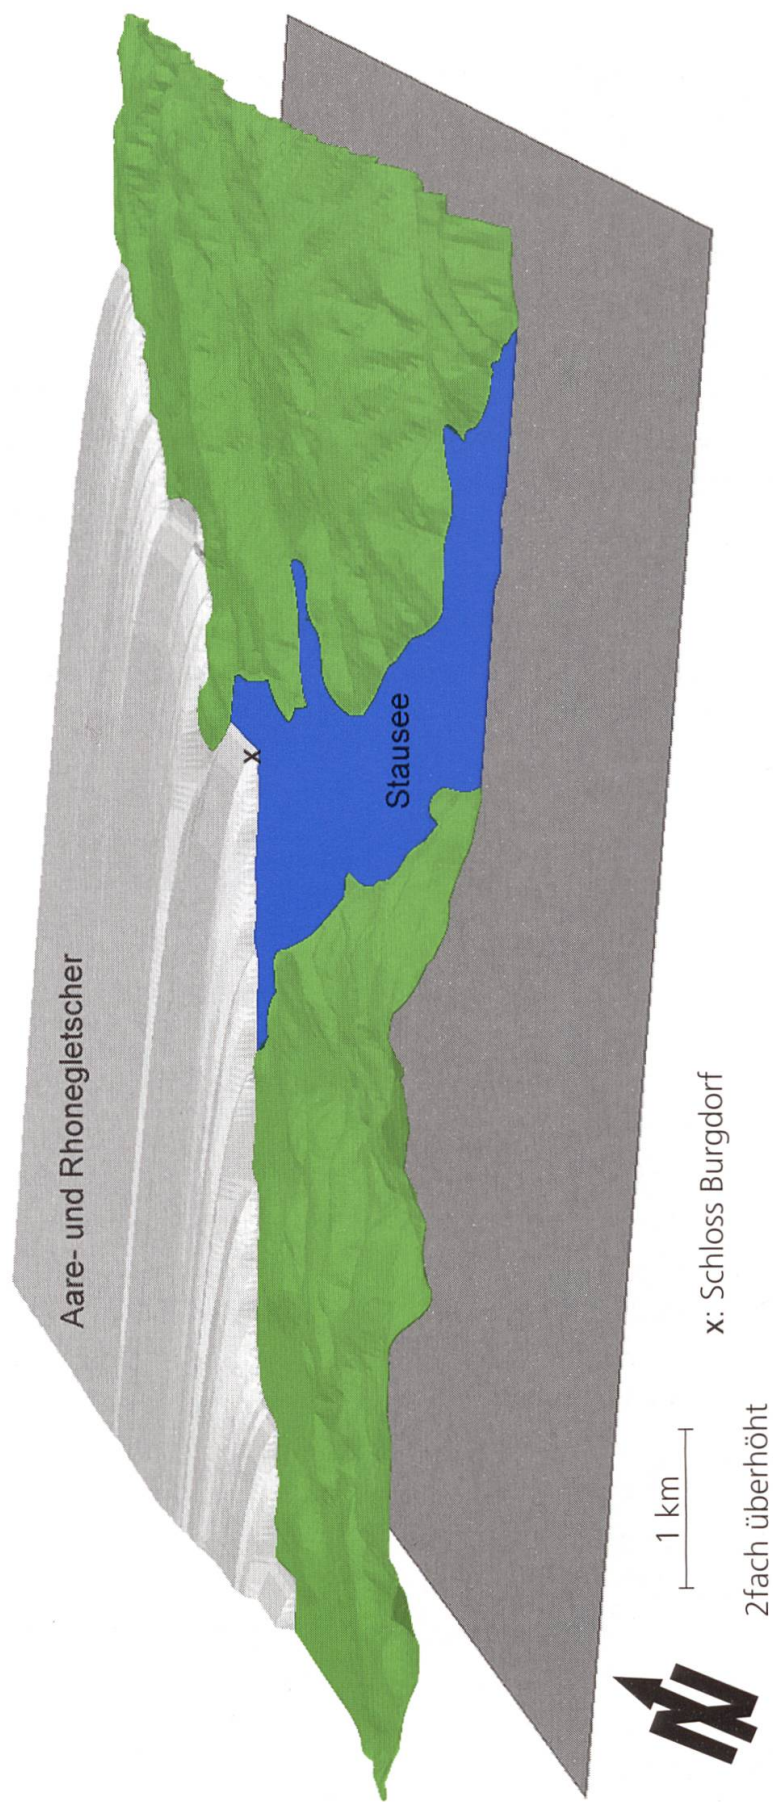 Aare- und Rhonegletscher
x
Stausee
1 km
x: Schloss Burgdorf
2fach überhöht
N